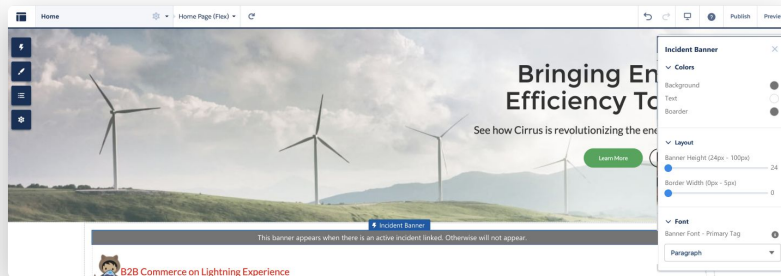 Home
Home Page (Flex)
Publish
Bringing En
Efficiency To
See how Cirrus is revolutionizing the ene
Learn More
Incident Banner
Colors
Background
Text
Boarder
Layout
Banner Height (24px - 100px)
24
Border Width (0px - 5px)
0
Font
Banner Font - Primary Tag
Paragraph
Incident Banner
This banner appears when there is an active incident linked. Otherwise will not appear.
B2B Commerce on Lightning Experience